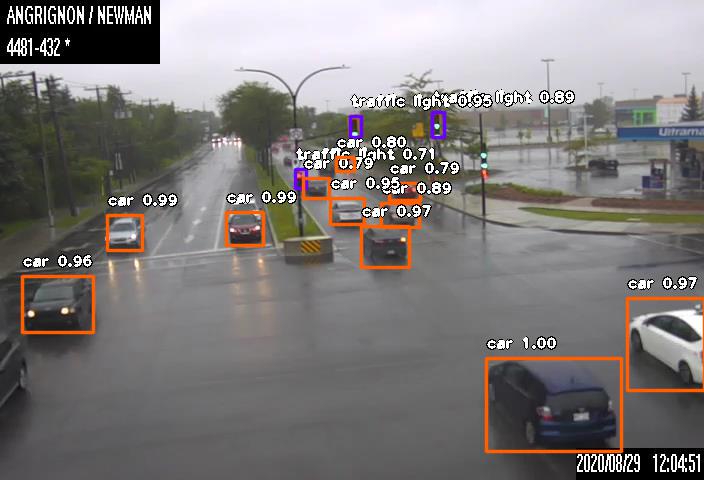 ANGRIGNON / NEWMAN
4481-432 *
traffic light 0.95
traffic light 0.89
car 0.80
traffic light 0.71
car 0.79
car 0.79
car 0.95
car 0.89
car 0.99
car 0.99
car 0.97
car 0.96
car 0.97
car 1.00
Ultramar
2020/08/29 12:04:51